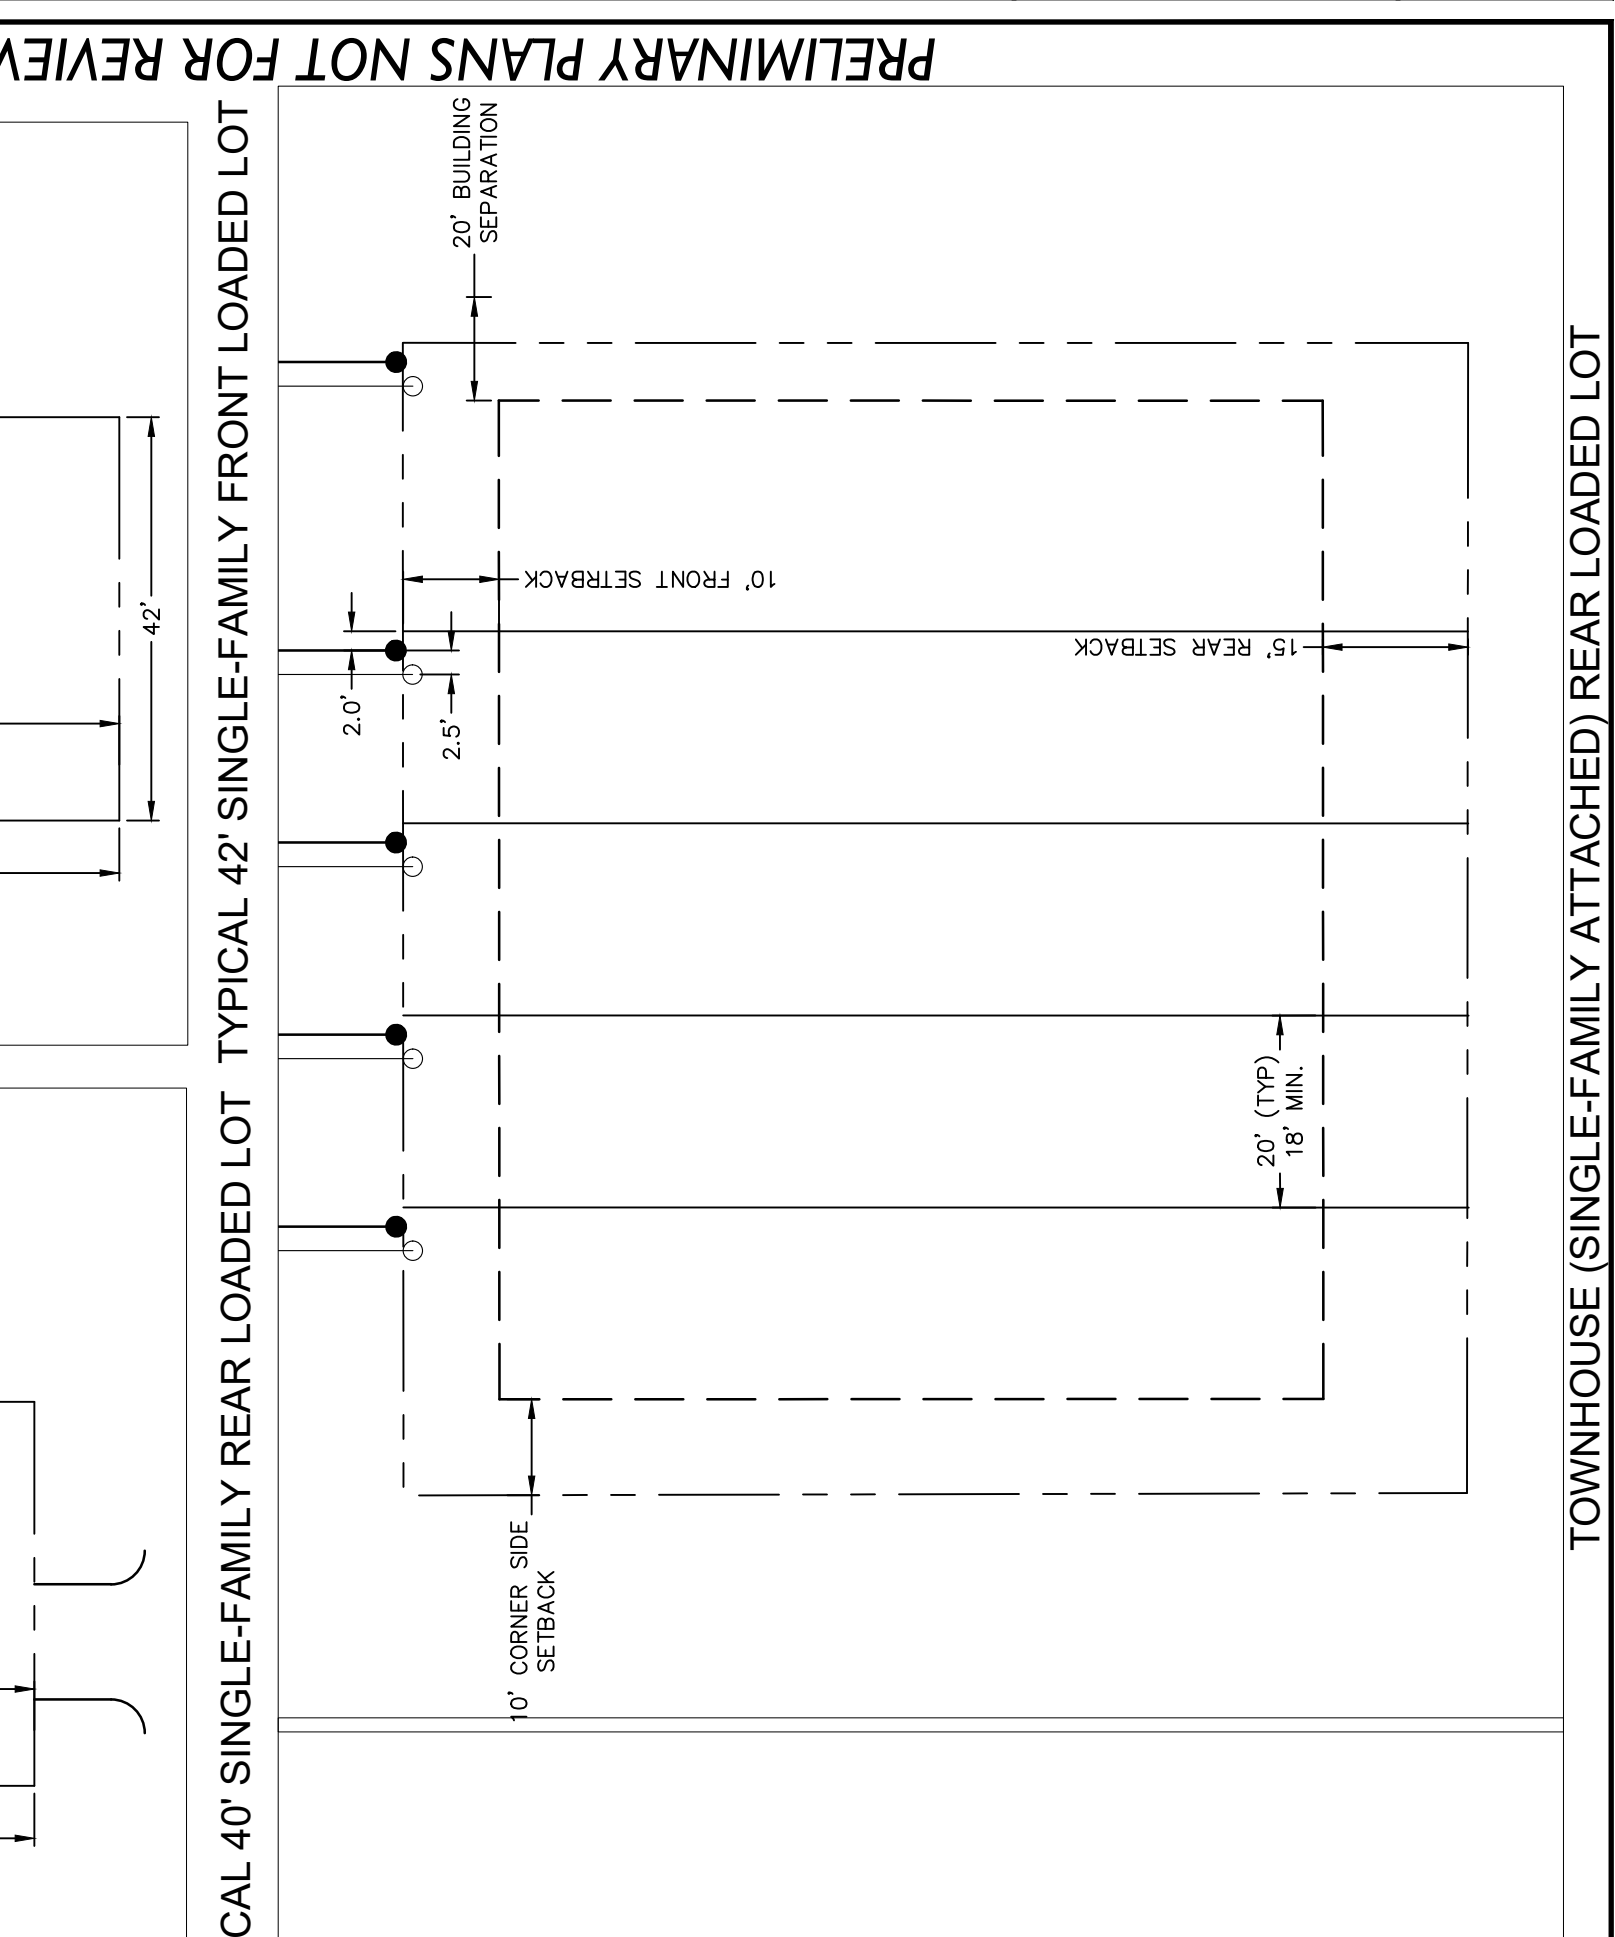 PRELIMINARY PLANS NOT FOR REVIEW
TYPICAL 42' SINGLE-FAMILY FRONT LOADED LOT
42'
CAL 40' SINGLE-FAMILY REAR LOADED LOT
20' BUILDING
SEPARATION
10' FRONT SETRBACK
2.0'
2.5'
15' REAR SETBACK
20' (TYP)
18' MIN.
10' CORNER SIDE
SETBACK
TOWNHOUSE (SINGLE-FAMILY ATTACHED) REAR LOADED LOT